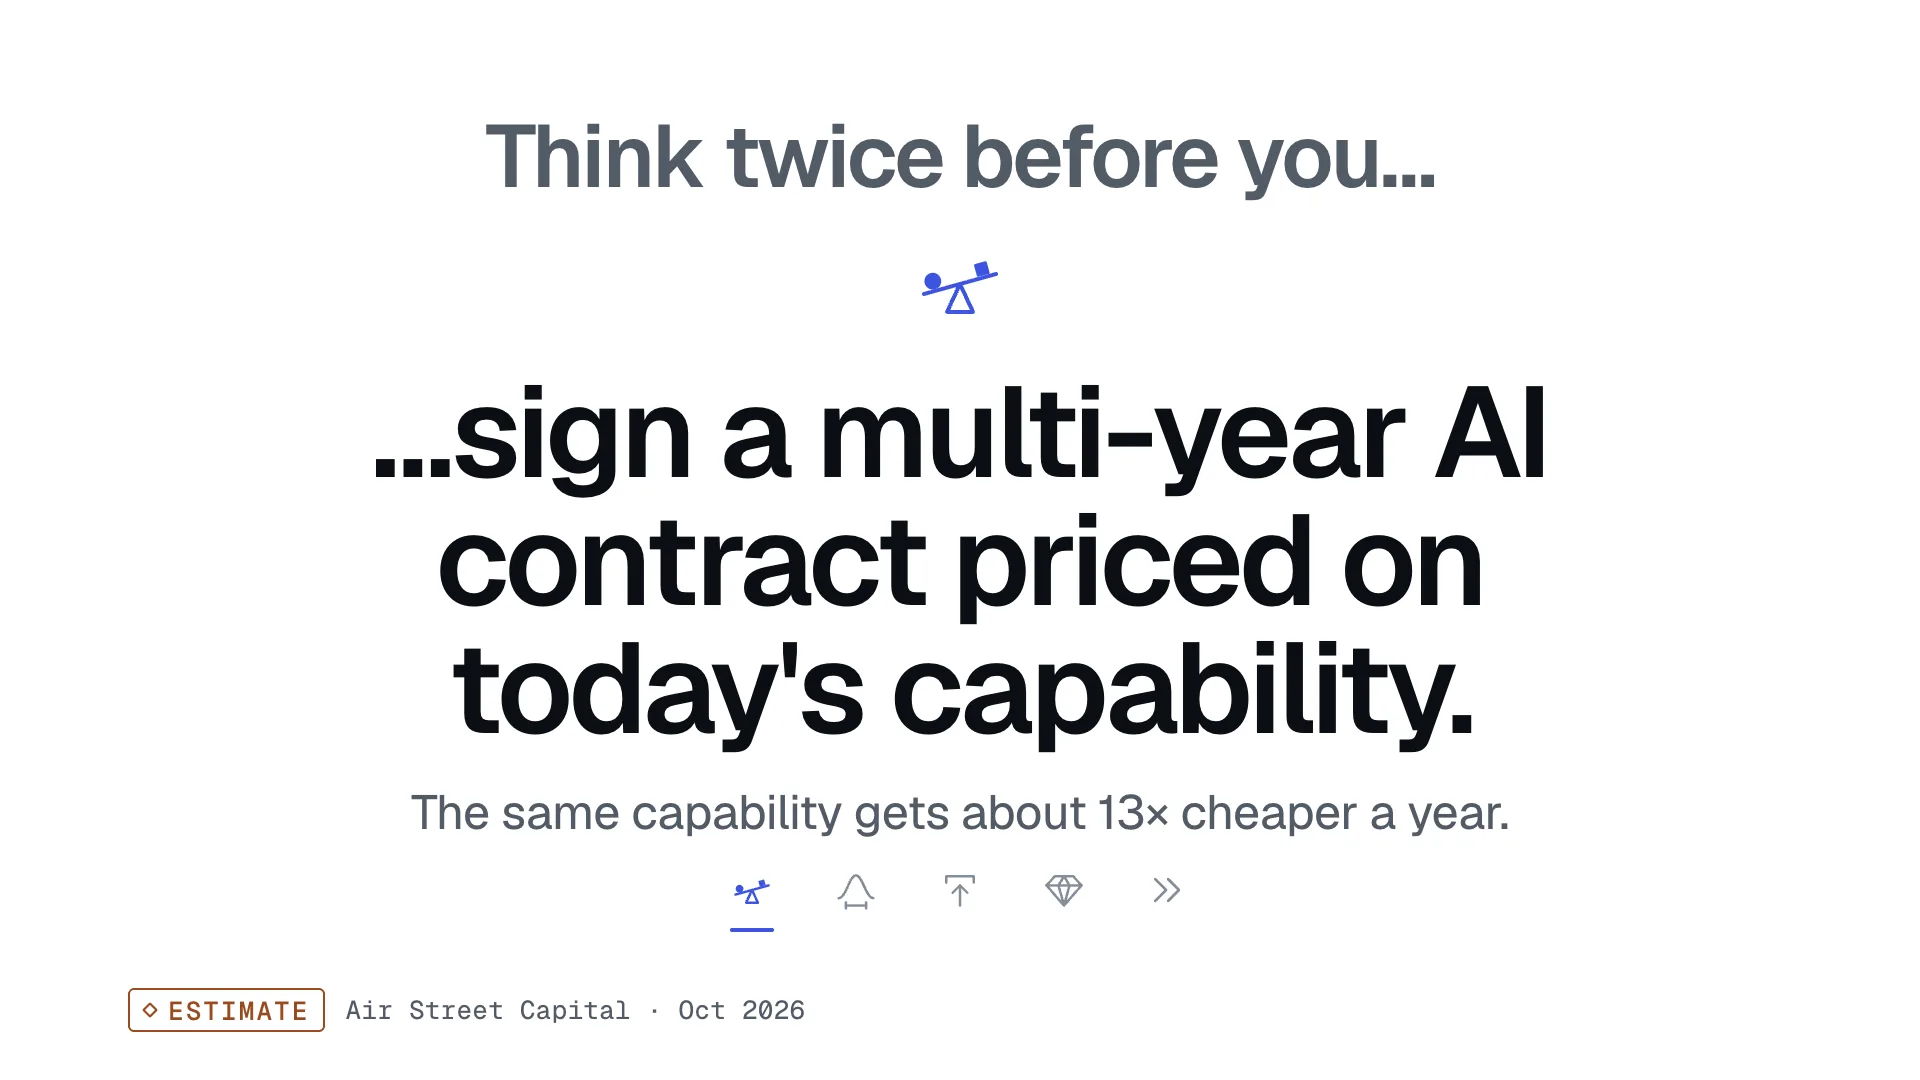 Think twice before you...
...sign a multi-year AI
contract priced on
today's capability.
The same capability gets about 13× cheaper a year.
ESTIMATE Air Street Capital · Oct 2026